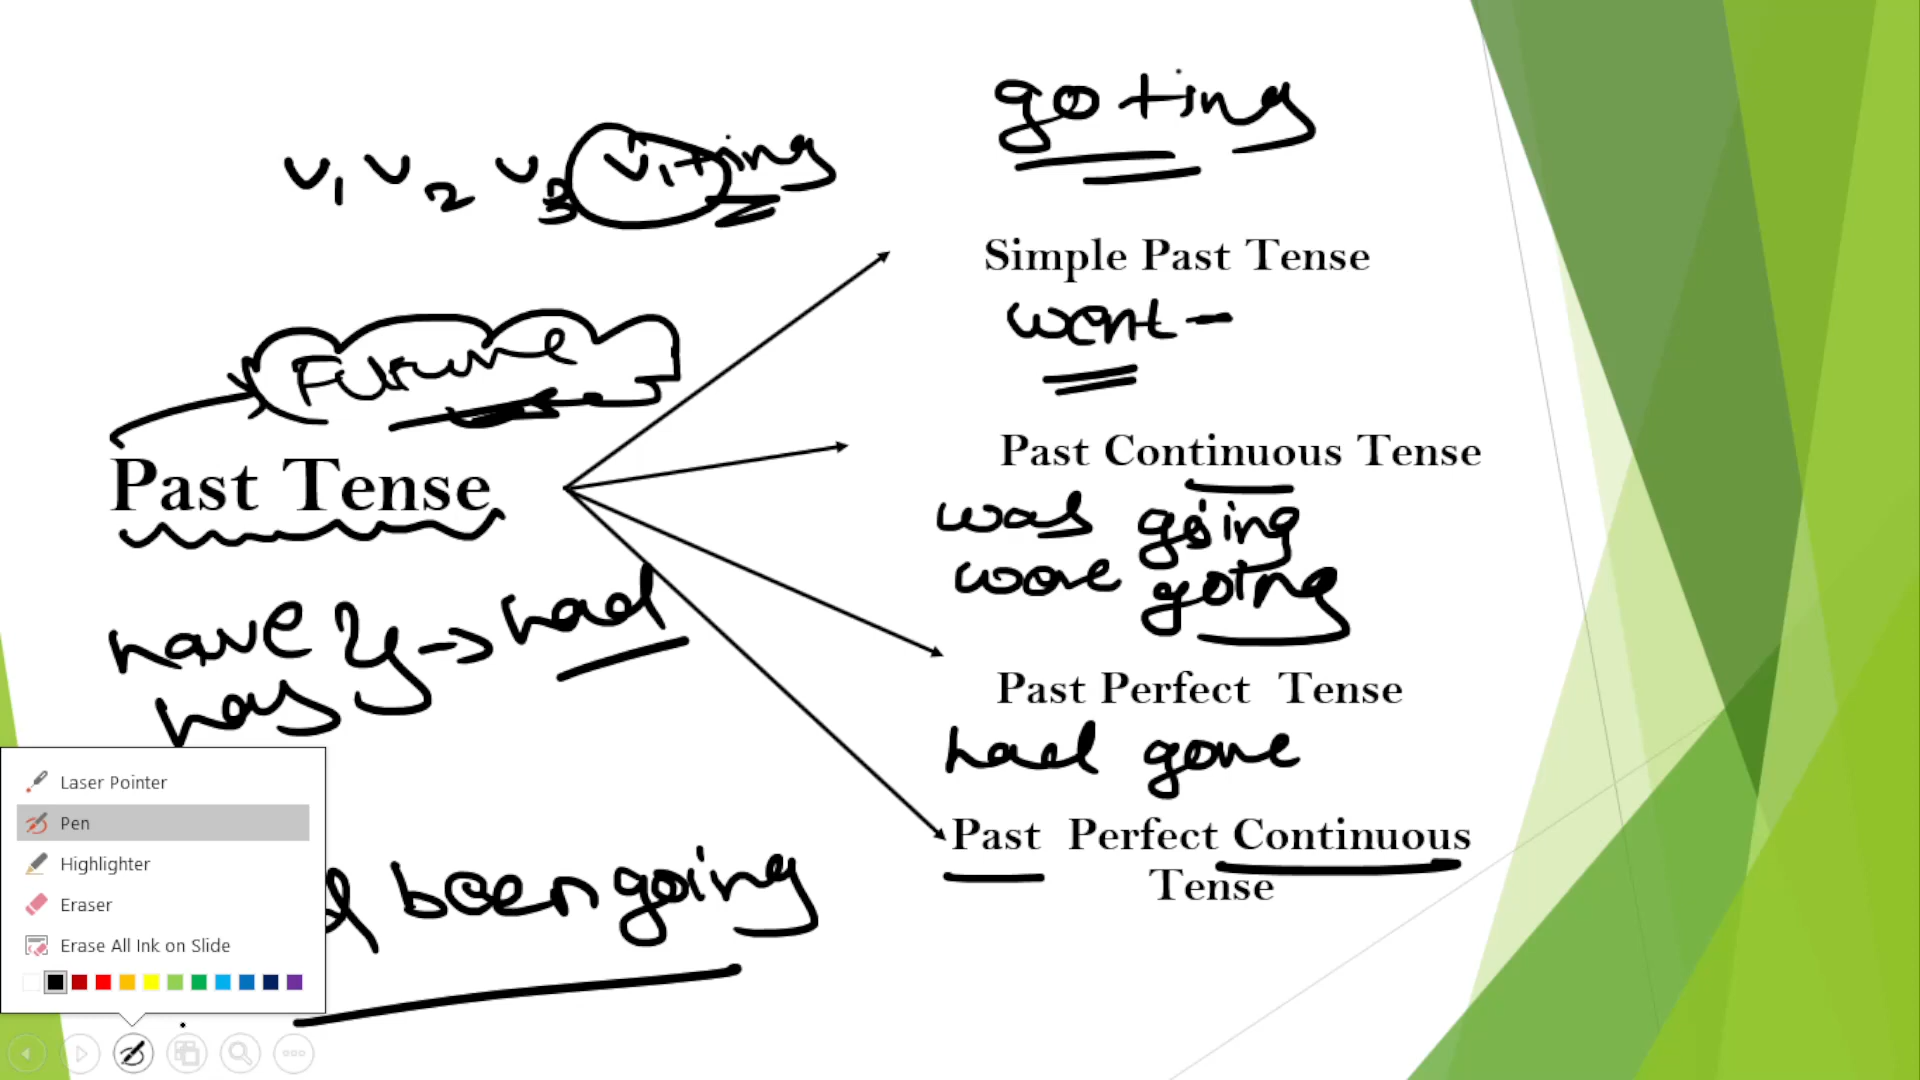 go+ing
V1 V2 V3 V1+ing
Simple Past Tense
went -
Future
Past Tense
Past Continuous Tense
was going
were going
have } → had
has
Past Perfect Tense
had gone
Past Perfect Continuous
Tense
been going
Laser Pointer
Pen
Highlighter
Eraser
Erase All Ink on Slide